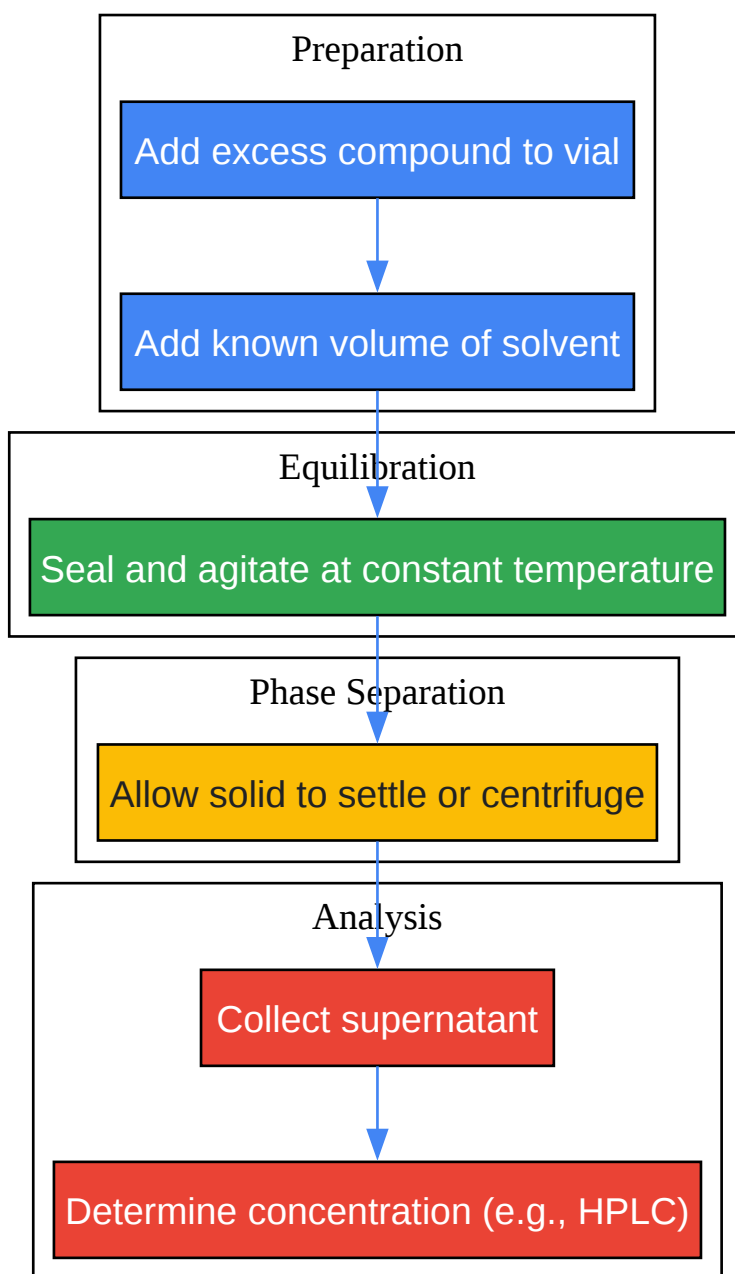 Preparation
Add excess compound to vial
Add known volume of solvent
Equilibration
Seal and agitate at constant temperature
Phase Separation
Allow solid to settle or centrifuge
Analysis
Collect supernatant
Determine concentration (e.g., HPLC)